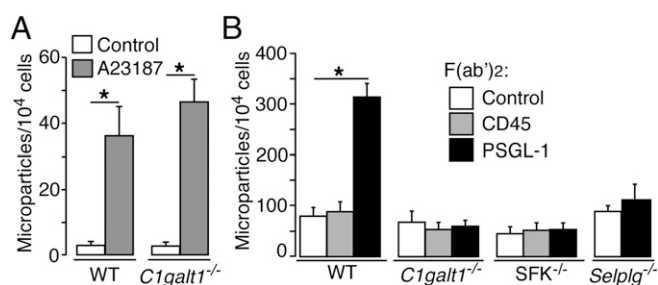 A
Control
A23187
Microparticles/10⁴ cells
60
40
20
0
*
*
WT
C1galt1⁻/⁻
B
F(ab')2:
Control
CD45
PSGL-1
Microparticles/10⁴ cells
400
300
200
100
0
*
WT
C1galt1⁻/⁻
SFK⁻/⁻
Selplg⁻/⁻